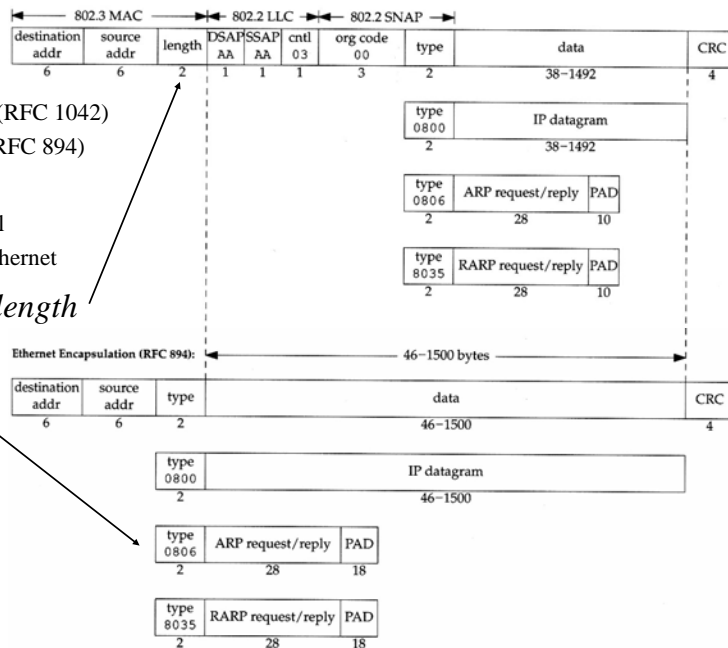 802.3 MAC 802.2 LLC 802.2 SNAP
destination addr source addr length DSAP AA SSAP AA cntl 03 org code 00 type data CRC
6 6 2 1 1 1 3 2 38–1492 4
(RFC 1042)
RFC 894)
type 0800 IP datagram
2 38–1492
type 0806 ARP request/reply PAD
2 28 10
hernet
type 8035 RARP request/reply PAD
2 28 10
length
Ethernet Encapsulation (RFC 894): 46–1500 bytes
destination addr source addr type data CRC
6 6 2 46–1500 4
type 0800 IP datagram
2 46–1500
type 0806 ARP request/reply PAD
2 28 18
type 8035 RARP request/reply PAD
2 28 18